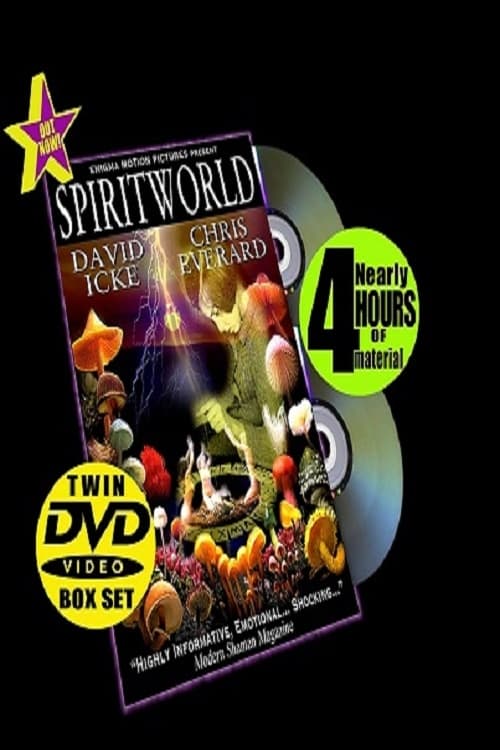 OUT
NOW!
ENIGMA MOTION PICTURES PRESENT
SPIRITWORLD
DAVID
ICKE
CHRIS
EVERARD
4
Nearly
HOURS
OF
material
TWIN
DVD
VIDEO
BOX SET
"HIGHLY INFORMATIVE, EMOTIONAL... SHOCKING..."
Modern Shaman Magazine